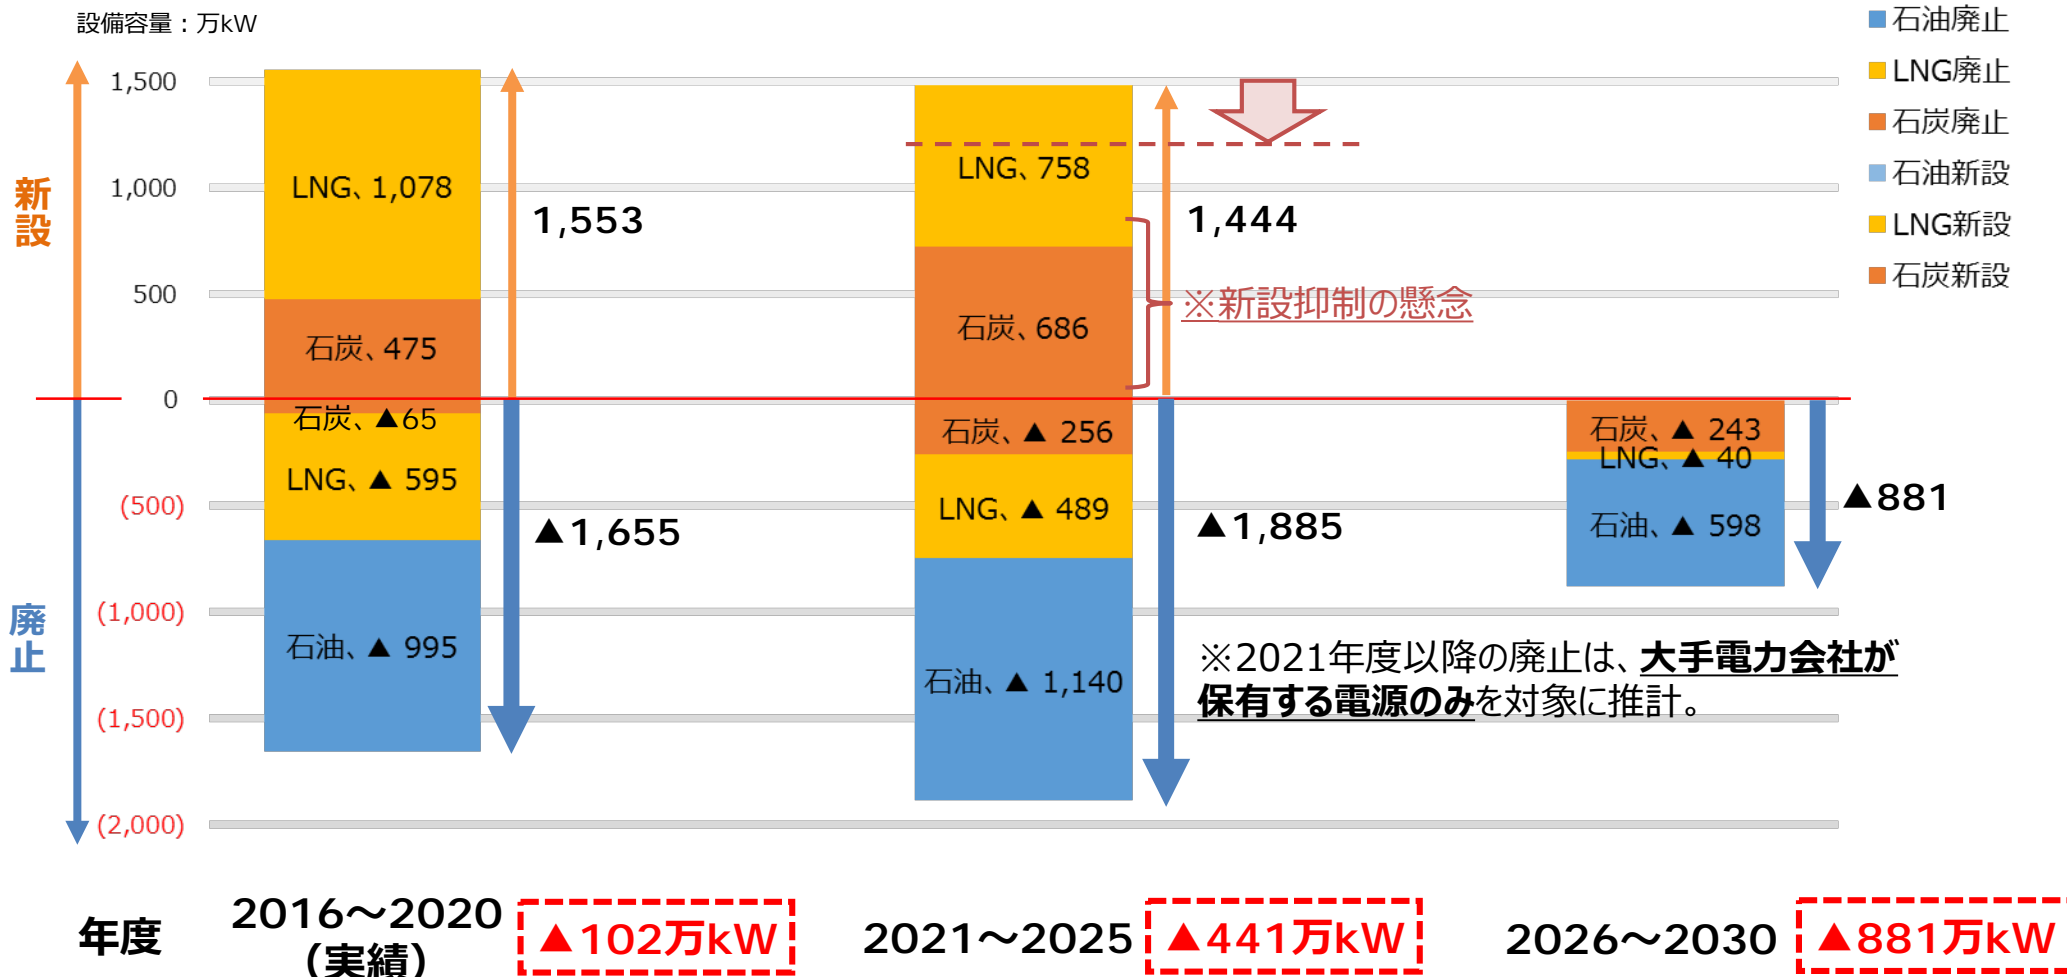 設備容量：万kW
石油廃止
LNG廃止
石炭廃止
石油新設
LNG新設
石炭新設
新設
廃止
1,500
1,000
500
0
(500)
(1,000)
(1,500)
(2,000)
LNG、1,078
石炭、475
石炭、▲65
LNG、▲ 595
石油、▲ 995
1,553
▲1,655
LNG、758
石炭、686
石炭、▲ 256
LNG、▲ 489
石油、▲ 1,140
1,444
※新設抑制の懸念
▲1,885
石炭、▲ 243
LNG、▲ 40
石油、▲ 598
▲881
※2021年度以降の廃止は、大手電力会社が
保有する電源のみを対象に推計。
年度
2016～2020
（実績）
▲102万kW
2021～2025
▲441万kW
2026～2030
▲881万kW